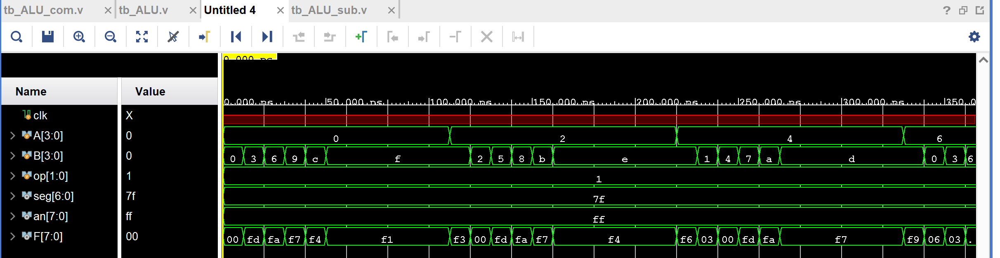 tb_ALU_com.v tb_ALU.v Untitled 4 tb_ALU_sub.v ?
0.000 ns
Name Value
0.000 ns 50.000 ns 100.000 ns 150.000 ns 200.000 ns 250.000 ns 300.000 ns 350.0
clk X
A[3:0] 0 0 2 4 6
B[3:0] 0 0 3 6 9 c f 2 5 8 b e 1 4 7 a d 0 3 6
op[1:0] 1 1
seg[6:0] 7f 7f
an[7:0] ff ff
F[7:0] 00 00 fd fa f7 f4 f1 f3 00 fd fa f7 f4 f6 03 00 fd fa f7 f9 06 03 .